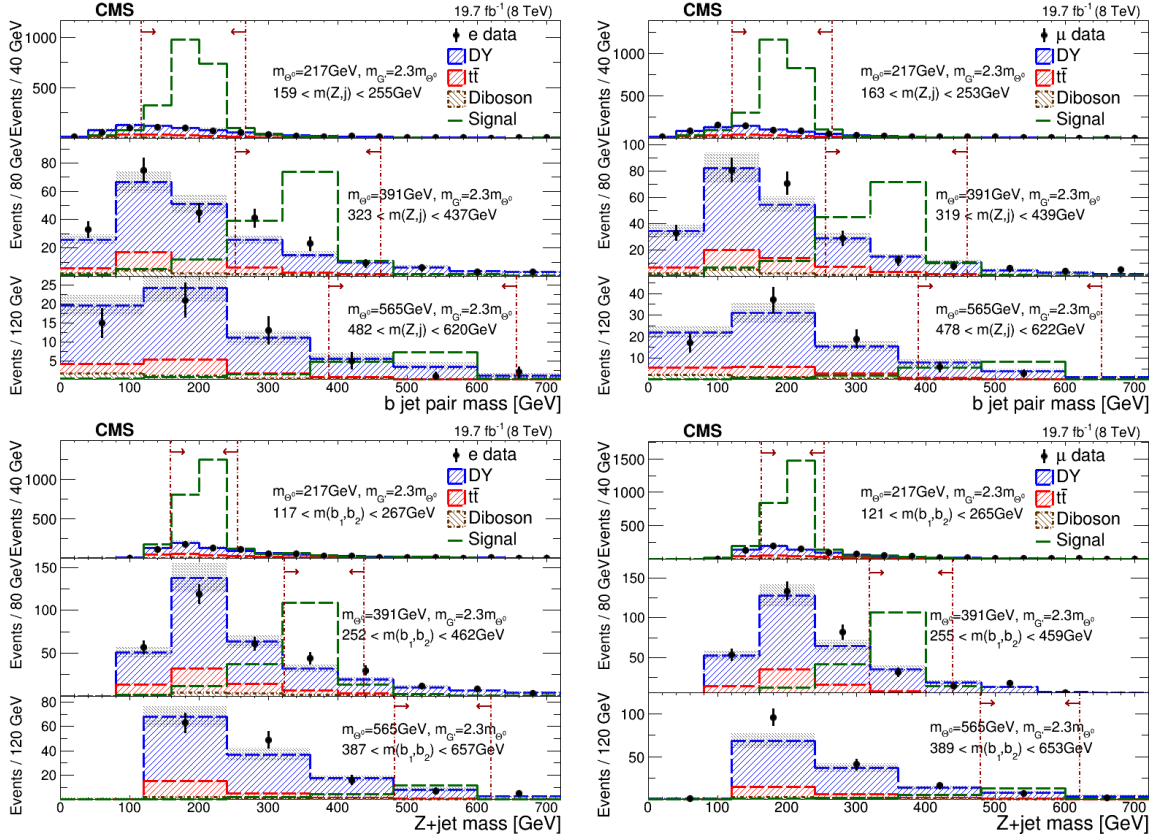 CMS
19.7 fb⁻¹ (8 TeV)
Events / 40 GeV
1000
500
e data
DY
tt̄
Diboson
Signal
m_Θ⁰=217GeV, m_G'=2.3m_Θ⁰
159 < m(Z,j) < 255GeV
Events / 80 GeV
80
60
40
20
m_Θ⁰=391GeV, m_G'=2.3m_Θ⁰
323 < m(Z,j) < 437GeV
Events / 120 GeV
25
20
15
10
5
m_Θ⁰=565GeV, m_G'=2.3m_Θ⁰
482 < m(Z,j) < 620GeV
0 100 200 300 400 500 600 700
b jet pair mass [GeV]
CMS
19.7 fb⁻¹ (8 TeV)
Events / 40 GeV
1000
500
μ data
DY
tt̄
Diboson
Signal
m_Θ⁰=217GeV, m_G'=2.3m_Θ⁰
163 < m(Z,j) < 253GeV
Events / 80 GeV
100
80
60
40
20
m_Θ⁰=391GeV, m_G'=2.3m_Θ⁰
319 < m(Z,j) < 439GeV
Events / 120 GeV
40
30
20
10
m_Θ⁰=565GeV, m_G'=2.3m_Θ⁰
478 < m(Z,j) < 622GeV
0 100 200 300 400 500 600 700
b jet pair mass [GeV]
CMS
19.7 fb⁻¹ (8 TeV)
Events / 40 GeV
1500
1000
500
e data
DY
tt̄
Diboson
Signal
m_Θ⁰=217GeV, m_G'=2.3m_Θ⁰
117 < m(b₁,b₂) < 267GeV
Events / 80 GeV
150
100
50
m_Θ⁰=391GeV, m_G'=2.3m_Θ⁰
252 < m(b₁,b₂) < 462GeV
Events / 120 GeV
80
60
40
20
m_Θ⁰=565GeV, m_G'=2.3m_Θ⁰
387 < m(b₁,b₂) < 657GeV
0 100 200 300 400 500 600 700
Z+jet mass [GeV]
CMS
19.7 fb⁻¹ (8 TeV)
Events / 40 GeV
1500
1000
500
μ data
DY
tt̄
Diboson
Signal
m_Θ⁰=217GeV, m_G'=2.3m_Θ⁰
121 < m(b₁,b₂) < 265GeV
Events / 80 GeV
150
100
50
m_Θ⁰=391GeV, m_G'=2.3m_Θ⁰
255 < m(b₁,b₂) < 459GeV
Events / 120 GeV
100
50
m_Θ⁰=565GeV, m_G'=2.3m_Θ⁰
389 < m(b₁,b₂) < 653GeV
0 100 200 300 400 500 600 700
Z+jet mass [GeV]